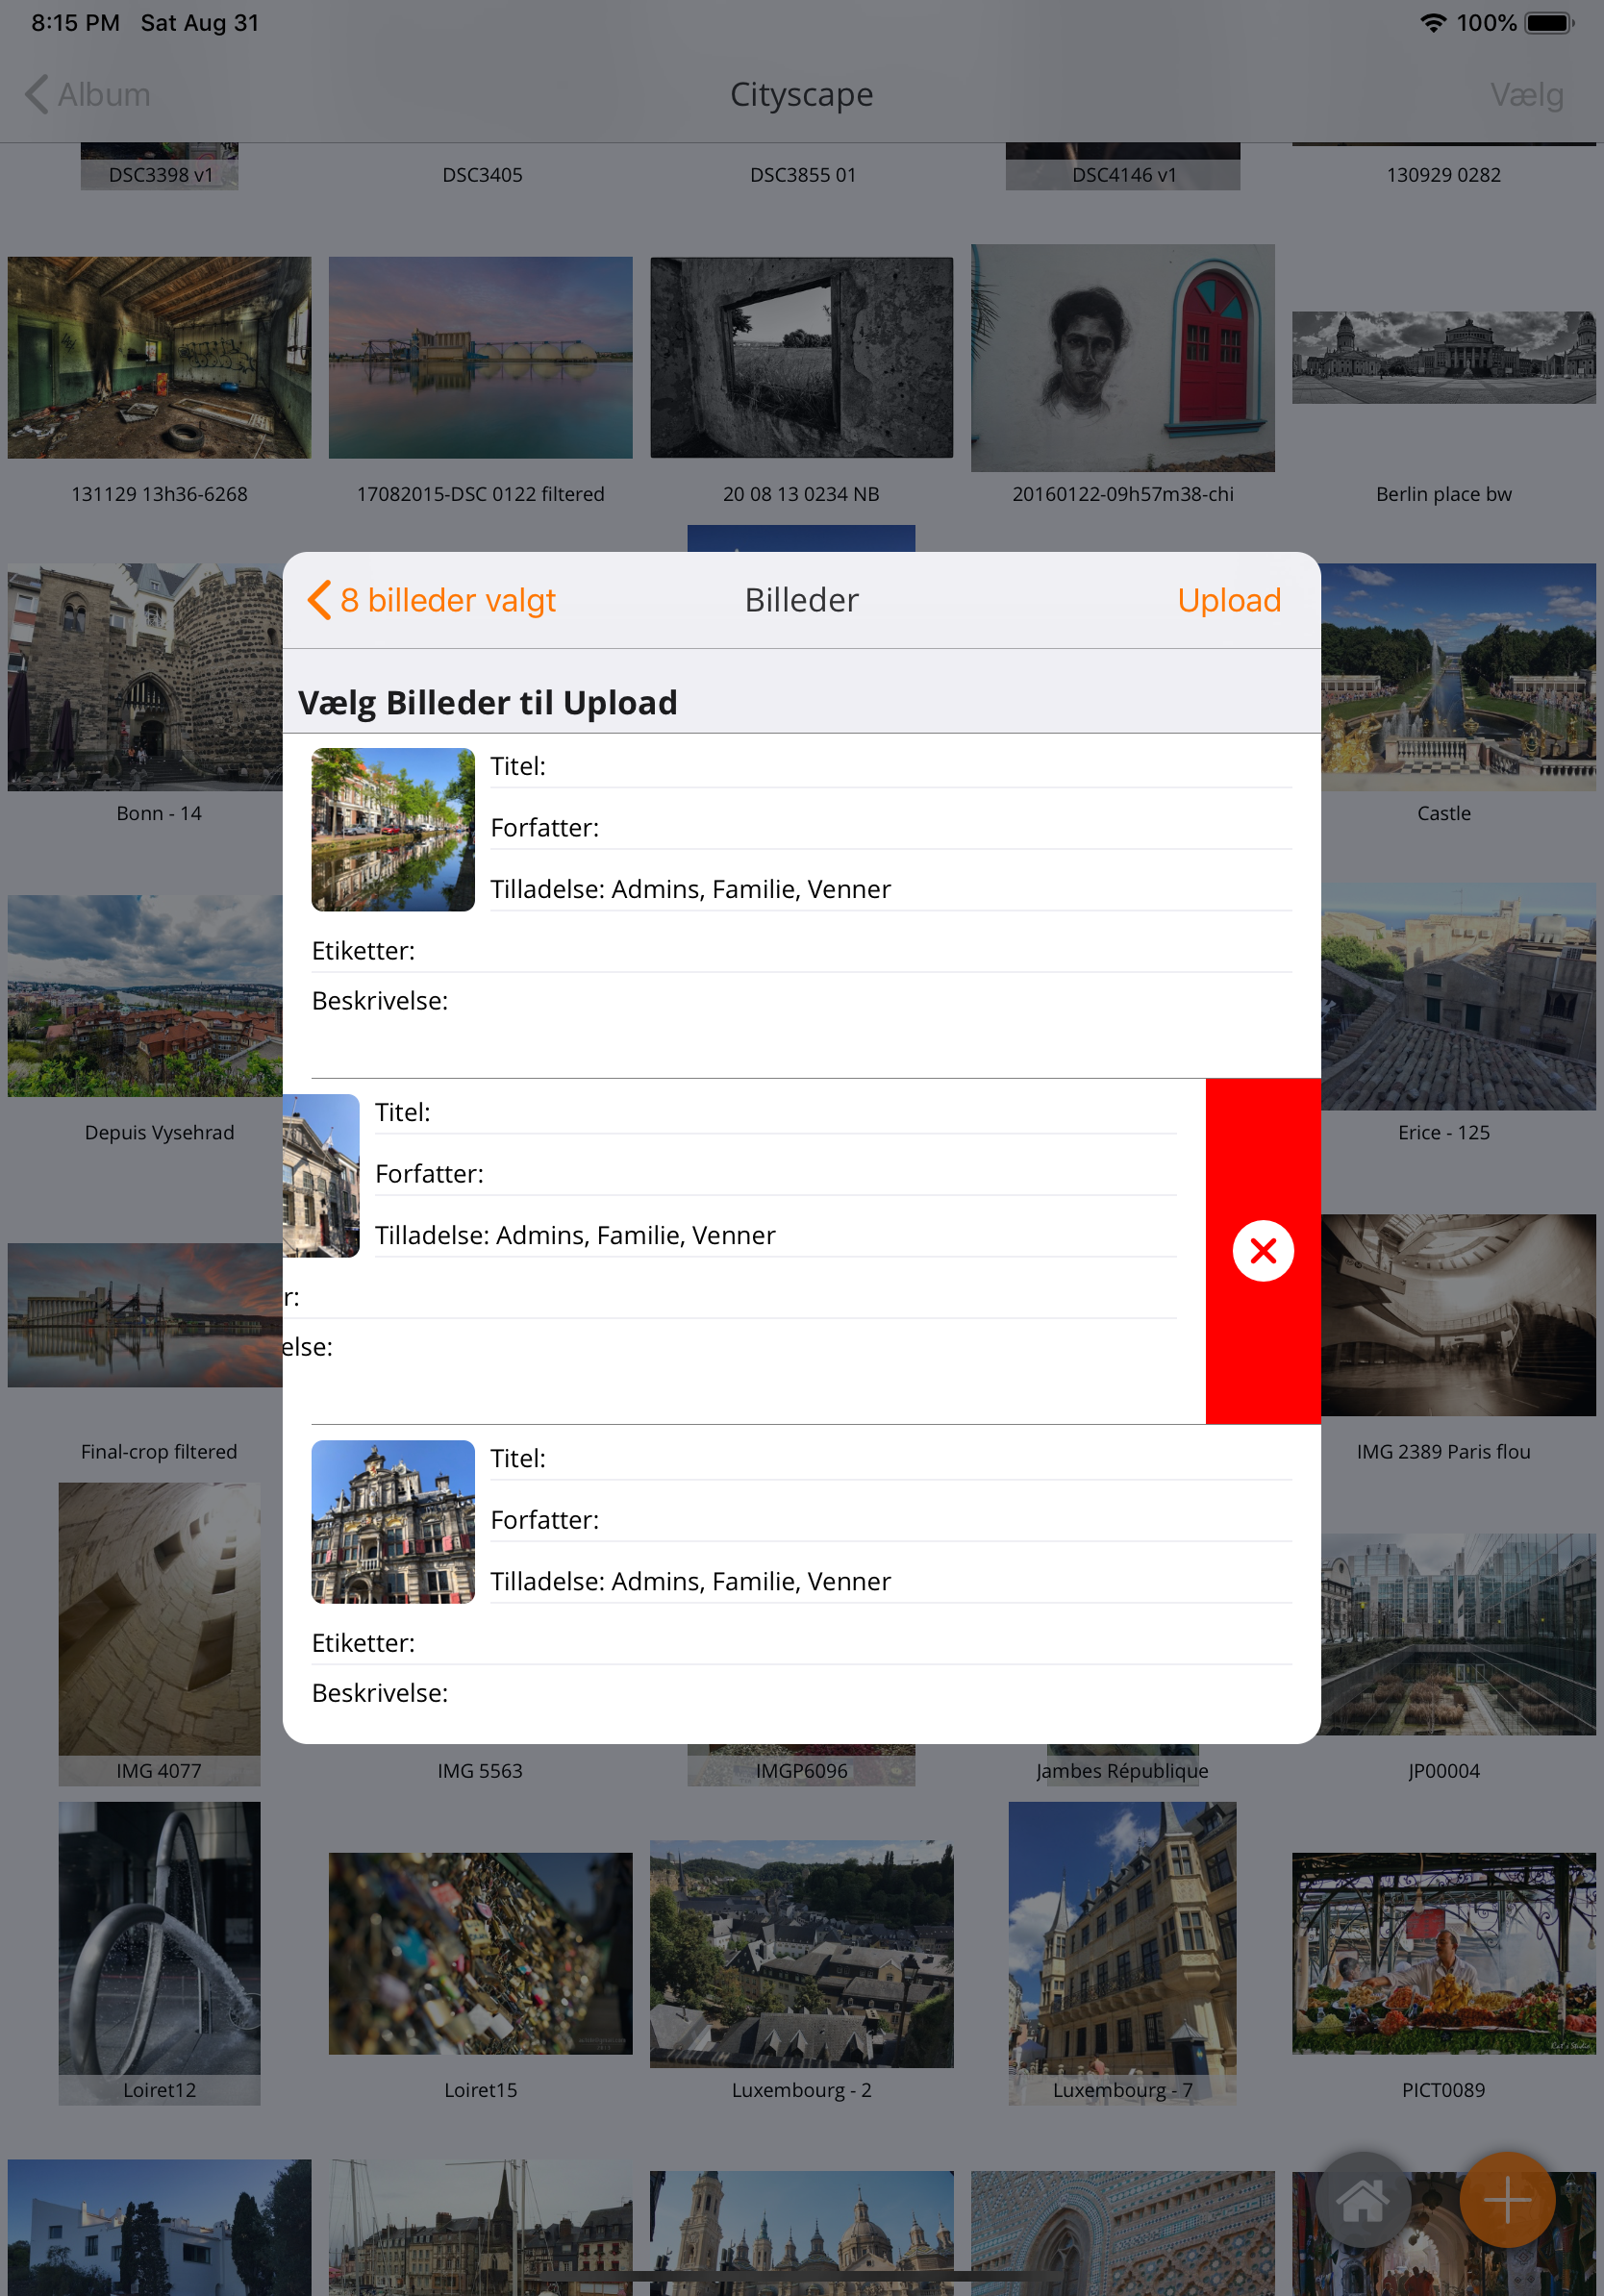 8:15 PM Sat Aug 31 100%
Album Cityscape Vælg
DSC3398 v1 DSC3405 DSC3855 01 DSC4146 v1 130929 0282
131129 13h36-6268 17082015-DSC 0122 filtered 20 08 13 0234 NB 20160122-09h57m38-chi Berlin place bw
8 billeder valgt Billeder Upload
Vælg Billeder til Upload
Titel:
Forfatter:
Tilladelse: Admins, Familie, Venner
Etiketter:
Beskrivelse:
Titel:
Forfatter:
Tilladelse: Admins, Familie, Venner
r:
else:
Titel:
Forfatter:
Tilladelse: Admins, Familie, Venner
Etiketter:
Beskrivelse:
Bonn - 14 Castle
Depuis Vysehrad Erice - 125
Final-crop filtered IMG 2389 Paris flou
IMG 4077 IMG 5563 IMGP6096 Jambes République JP00004
Loiret12 Loiret15 Luxembourg - 2 Luxembourg - 7 PICT0089